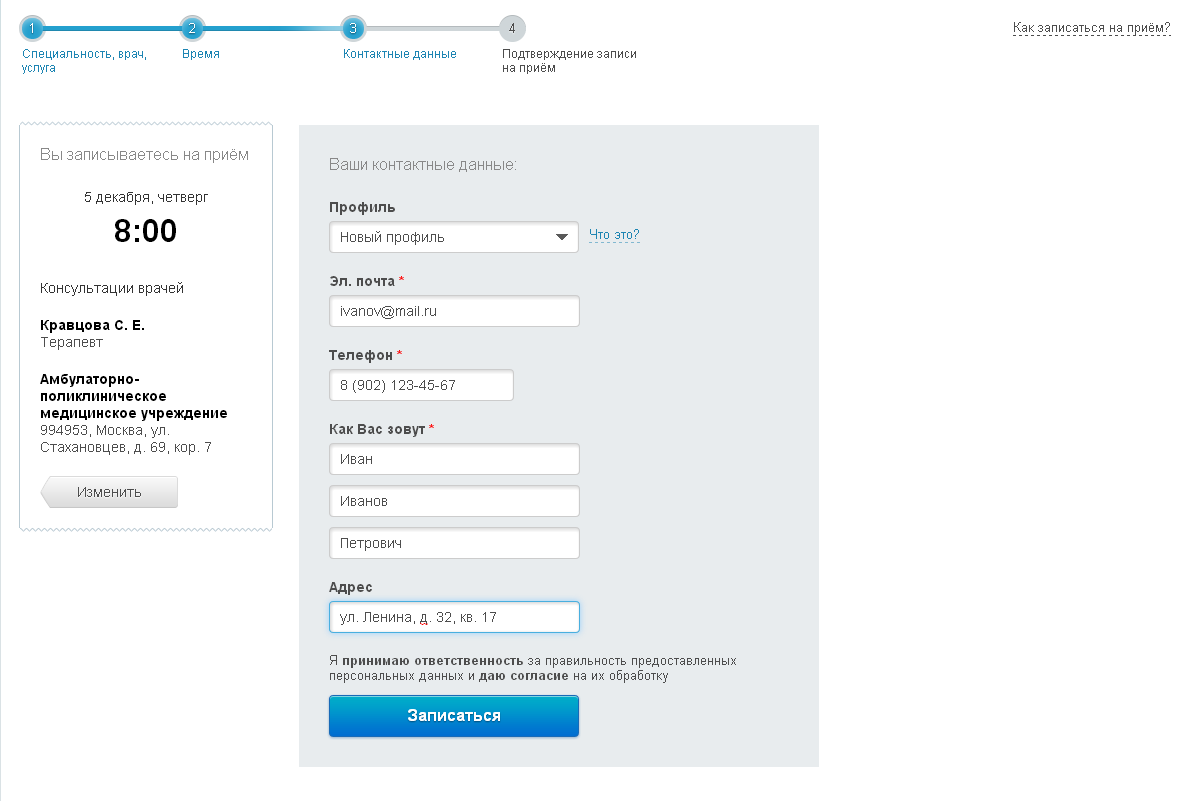 1
2
3
4
Как записаться на приём?
Специальность, врач,
услуга
Время
Контактные данные
Подтверждение записи
на приём
Вы записываетесь на приём
5 декабря, четверг
8:00
Консультации врачей
Кравцова С. Е.
Терапевт
Амбулаторно-
поликлиническое
медицинское учреждение
994953, Москва, ул.
Стахановцев, д. 69, кор. 7
Изменить
Ваши контактные данные:
Профиль
Новый профиль
Что это?
Эл. почта *
ivanov@mail.ru
Телефон *
8 (902) 123-45-67
Как Вас зовут *
Иван
Иванов
Петрович
Адрес
ул. Ленина, д. 32, кв. 17
Я принимаю ответственность за правильность предоставленных
персональных данных и даю согласие на их обработку
Записаться